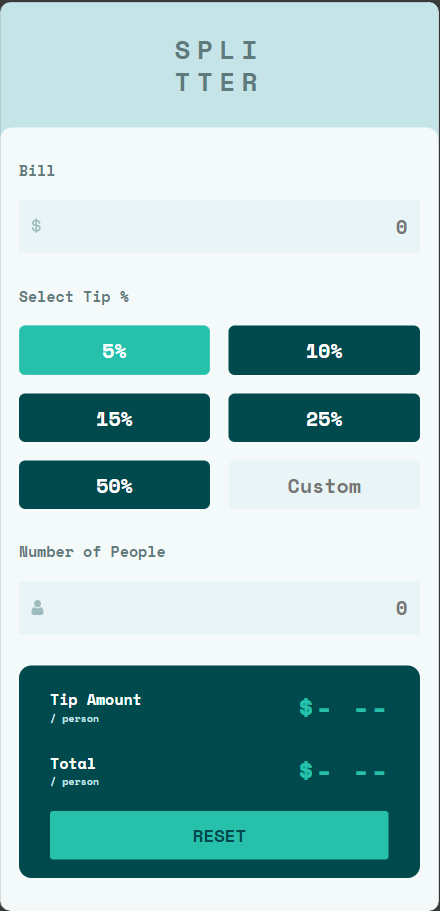 SPLI
TTER
Bill
$ 0
Select Tip %
5% 10%
15% 25%
50% Custom
Number of People
0
Tip Amount $- --
/ person
Total $- --
/ person
RESET